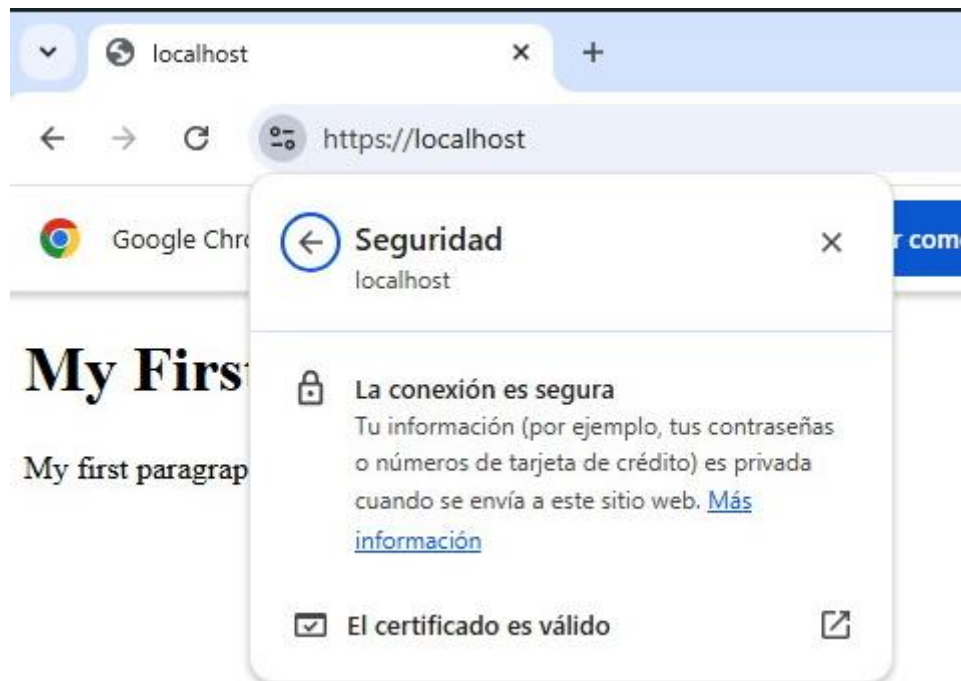 localhost
https://localhost
Google Chro
Seguridad
localhost
r com
My Firs
La conexión es segura
Tu información (por ejemplo, tus contraseñas
o números de tarjeta de crédito) es privada
cuando se envía a este sitio web. Más
información
My first paragrap
El certificado es válido